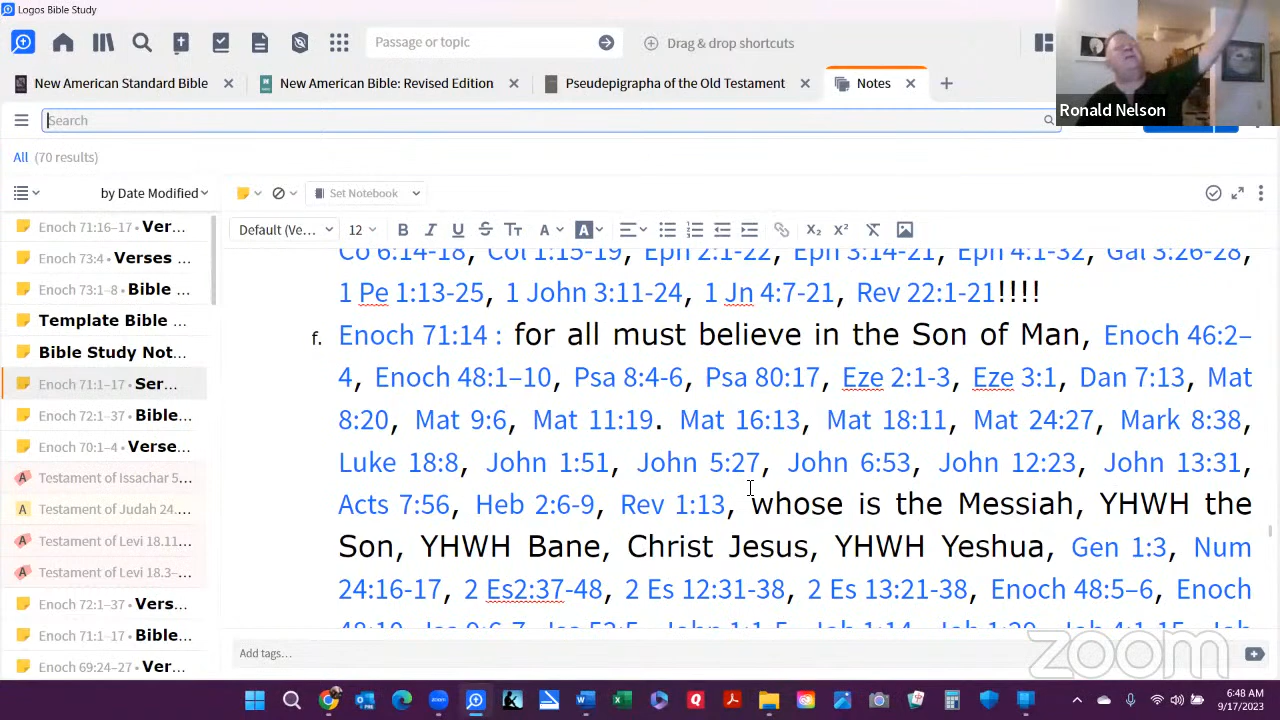 Logos Bible Study
Passage or topic
Drag & drop shortcuts
New American Standard Bible
New American Bible: Revised Edition
Pseudepigrapha of the Old Testament
Notes
Ronald Nelson
Search
All (70 results)
by Date Modified
Set Notebook
Default (Ve...
12
Enoch 71:16–17 • Ver...
Enoch 73:4 • Verses ...
Enoch 73:1–8 • Bible ...
Template Bible ...
Bible Study Not...
Enoch 71:1–17 • Ser...
Enoch 72:1–37 • Bible...
Enoch 70:1–4 • Verse...
Testament of Issachar 5...
Testament of Judah 24...
Testament of Levi 18.11...
Testament of Levi 18.3–...
Enoch 72:1–37 • Vers...
Enoch 71:1–17 • Bible...
Enoch 69:24–27 • Ver...
Co 6:14-18, Col 1:15-19, Eph 2:1-22, Eph 3:14-21, Eph 4:1-32, Gal 3:26-28,
1 Pe 1:13-25, 1 John 3:11-24, 1 Jn 4:7-21, Rev 22:1-21!!!!
f. Enoch 71:14 : for all must believe in the Son of Man, Enoch 46:2–
4, Enoch 48:1–10, Psa 8:4-6, Psa 80:17, Eze 2:1-3, Eze 3:1, Dan 7:13, Mat
8:20, Mat 9:6, Mat 11:19. Mat 16:13, Mat 18:11, Mat 24:27, Mark 8:38,
Luke 18:8, John 1:51, John 5:27, John 6:53, John 12:23, John 13:31,
Acts 7:56, Heb 2:6-9, Rev 1:13, whose is the Messiah, YHWH the
Son, YHWH Bane, Christ Jesus, YHWH Yeshua, Gen 1:3, Num
24:16-17, 2 Es2:37-48, 2 Es 12:31-38, 2 Es 13:21-38, Enoch 48:5–6, Enoch
Add tags...
zoom
6:48 AM
9/17/2023